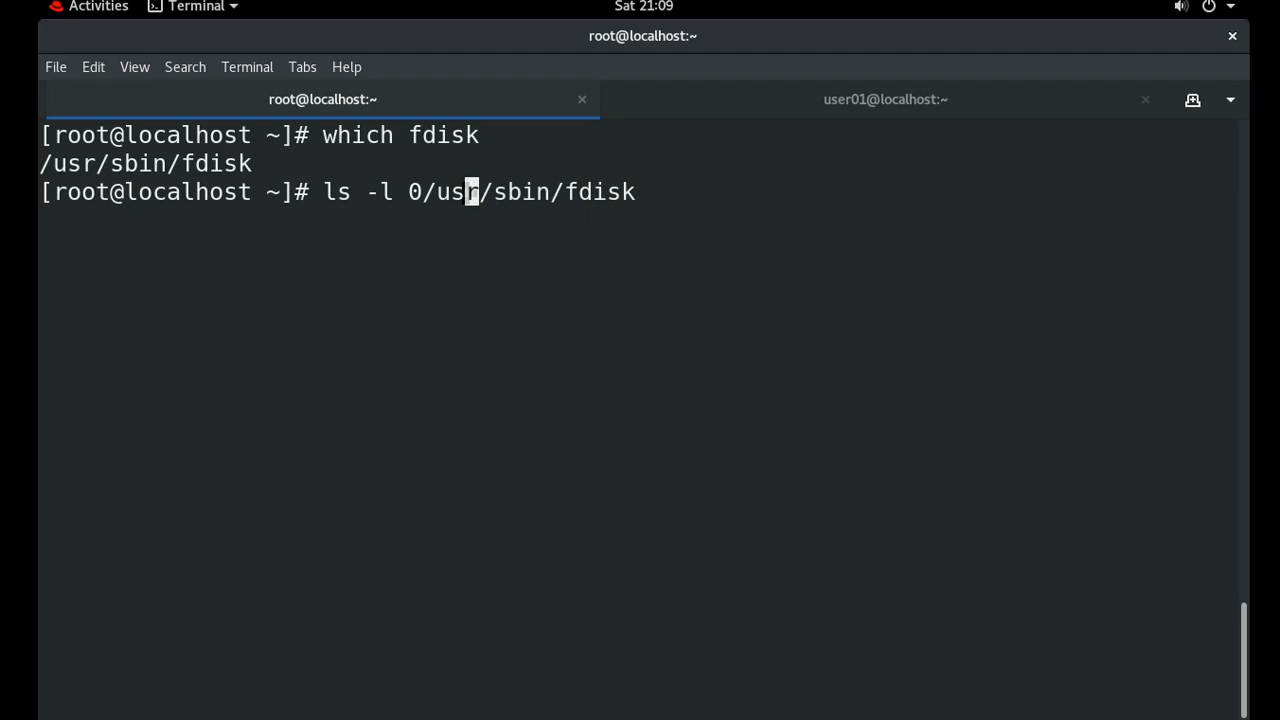 Activities Terminal Sat 21:09
root@localhost:~
File Edit View Search Terminal Tabs Help
root@localhost:~ user01@localhost:~
[root@localhost ~]# which fdisk
/usr/sbin/fdisk
[root@localhost ~]# ls -l 0/usr/sbin/fdisk